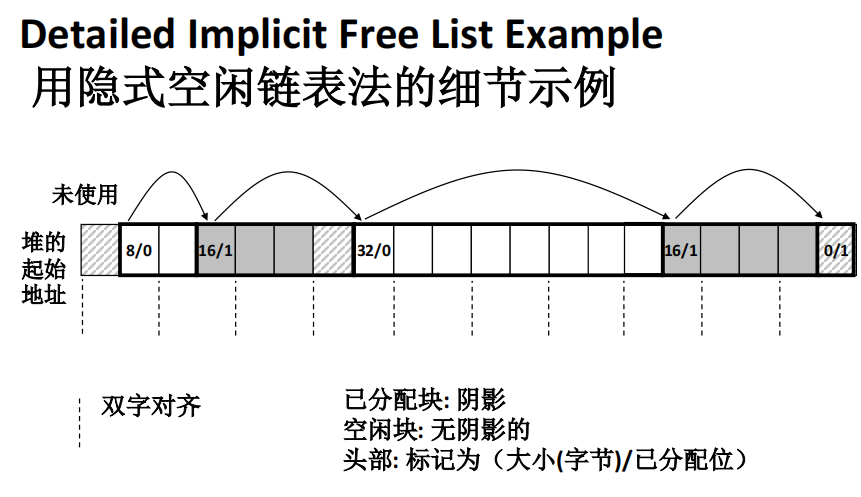 Detailed Implicit Free List Example
用隐式空闲链表法的细节示例
未使用
堆的
起始
地址
8/0
16/1
32/0
16/1
0/1
双字对齐
已分配块: 阴影
空闲块: 无阴影的
头部: 标记为（大小(字节)/已分配位）